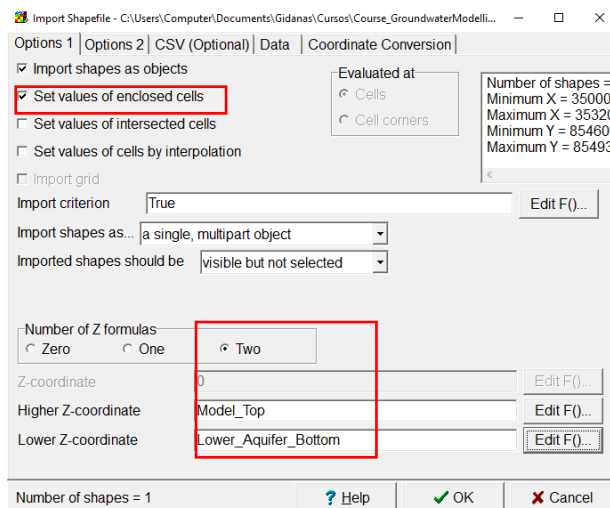 Import Shapefile - C:\Users\Computer\Documents\Gidanas\Cursos\Course_GroundwaterModelli...
Options 1 Options 2 CSV (Optional) Data Coordinate Conversion
Import shapes as objects
Set values of enclosed cells
Set values of intersected cells
Set values of cells by interpolation
Import grid
Evaluated at
Cells
Cell corners
Number of shapes =
Minimum X = 35000
Maximum X = 35320
Minimum Y = 85460
Maximum Y = 85493
Import criterion True Edit F()...
Import shapes as... a single, multipart object
Imported shapes should be visible but not selected
Number of Z formulas
Zero One Two
Z-coordinate 0 Edit F()...
Higher Z-coordinate Model_Top Edit F()...
Lower Z-coordinate Lower_Aquifer_Bottom Edit F()...
Number of shapes = 1 ? Help OK Cancel